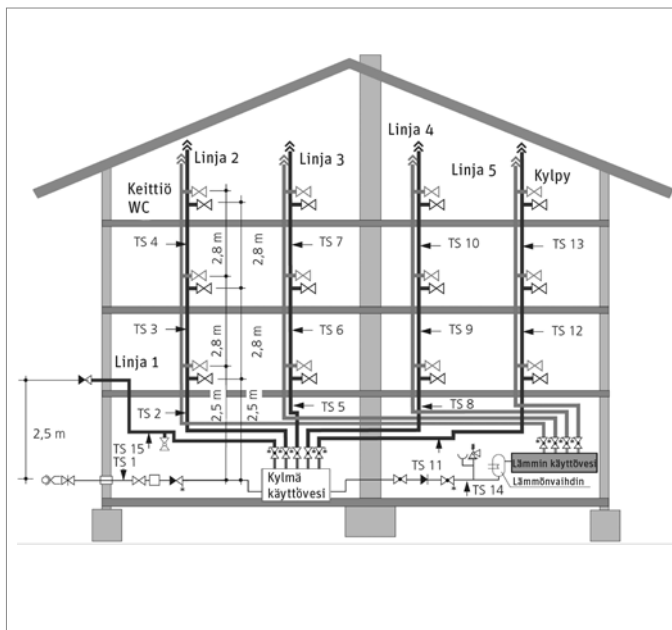 Linja 4
Linja 2
Linja 3
Linja 5
Kylpy
Keittiö
WC
TS 4
2,8 m
2,8 m
TS 7
TS 10
TS 13
TS 3
2,8 m
2,8 m
TS 6
TS 9
TS 12
Linja 1
TS 2
2,5 m
2,5 m
TS 5
TS 8
2,5 m
TS 15
TS 1
TS 11
Kylmä
käyttövesi
Lämmin käyttövesi
Lämmönvaihdin
TS 14